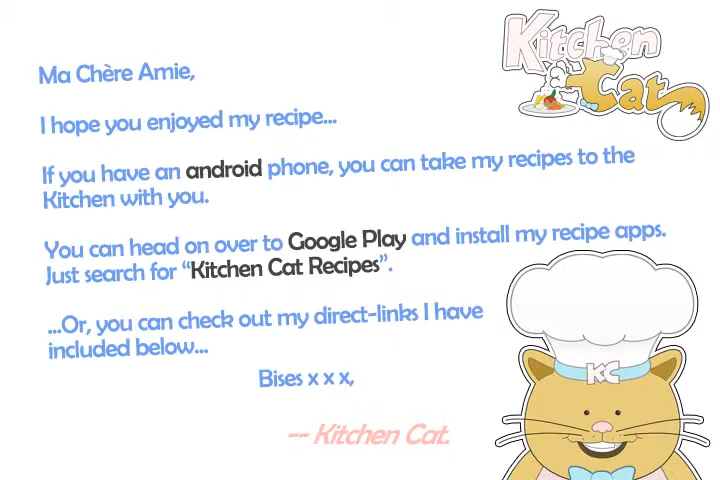 Kitchen
Cat
Ma Chère Amie,
I hope you enjoyed my recipe...
If you have an android phone, you can take my recipes to the
Kitchen with you.
You can head on over to Google Play and install my recipe apps.
Just search for “Kitchen Cat Recipes”.
...Or, you can check out my direct-links I have
included below...
Bises x x x,
-- Kitchen Cat.
KC